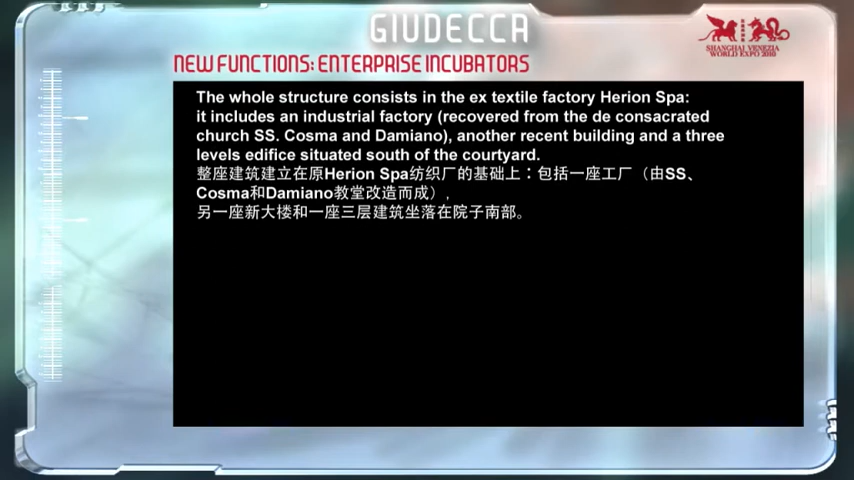 GIUDECCA
SHANGHAI VENEZIA
WORLD EXPO 2010
NEW FUNCTIONS: ENTERPRISE INCUBATORS
The whole structure consists in the ex textile factory Herion Spa:
it includes an industrial factory (recovered from the de consacrated
church SS. Cosma and Damiano), another recent building and a three
levels edifice situated south of the courtyard.
整座建筑建立在原Herion Spa纺织厂的基础上：包括一座工厂（由SS、
Cosma和Damiano教堂改造而成），
另一座新大楼和一座三层建筑坐落在院子南部。